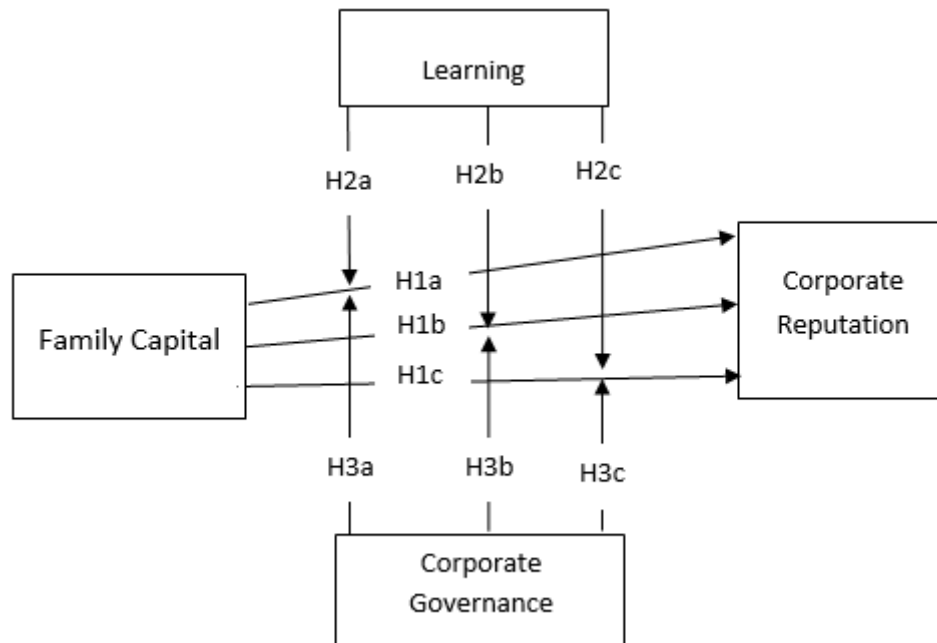 Learning
H2a
H2b
H2c
Family Capital
H1a
H1b
H1c
Corporate
Reputation
H3a
H3b
H3c
Corporate
Governance